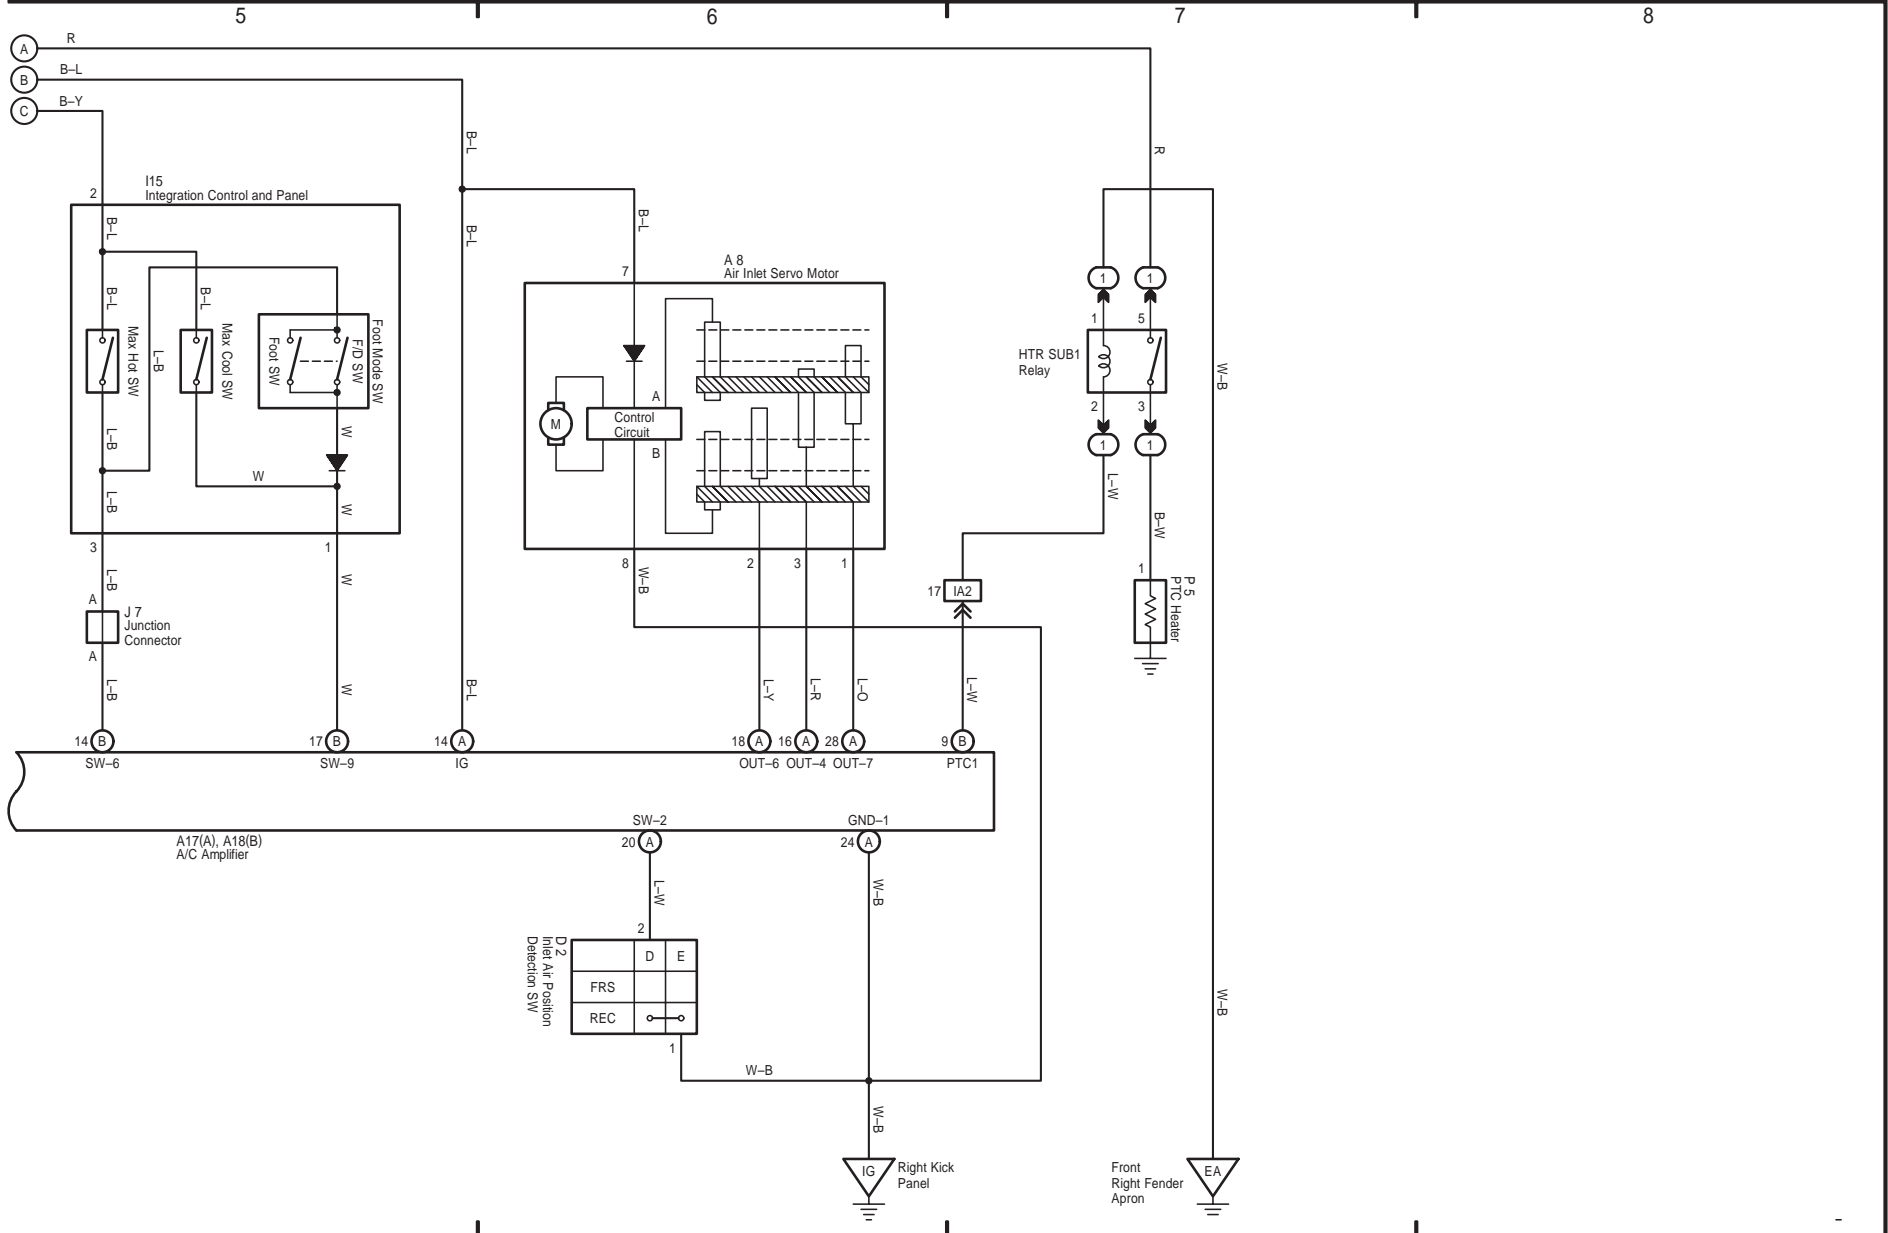 5
6
7
8
A
R
B
B–L
C
B–Y
B–L
R
2
I15
Integration Control and Panel
B–L
B–L
B–L
B–L
B–L
B–L
Max Hot SW
L–B
Max Cool SW
Foot SW
F/D SW
Foot Mode SW
L–B
W
W
L–B
W
3
1
L–B
W
A
J 7
Junction
Connector
A
L–B
W
B–L
7
A 8
Air Inlet Servo Motor
A
M
Control
Circuit
B
8
2
3
1
W–B
L–Y
L–R
L–O
1
1
1
5
HTR SUB1
Relay
W–B
2
3
1
1
L–W
B–W
17
IA2
1
P 5
PTC Heater
L–W
14
B
17
B
14
A
18
A
16
A
28
A
9
B
SW–6
SW–9
IG
OUT–6
OUT–4
OUT–7
PTC1
SW–2
GND–1
A17(A), A18(B)
A/C Amplifier
20
A
24
A
L–W
W–B
2
D 2
Inlet Air Position
Detection SW
D
E
FRS
REC
1
W–B
W–B
W–B
IG
Right Kick
Panel
Front
Right Fender
Apron
EA
–